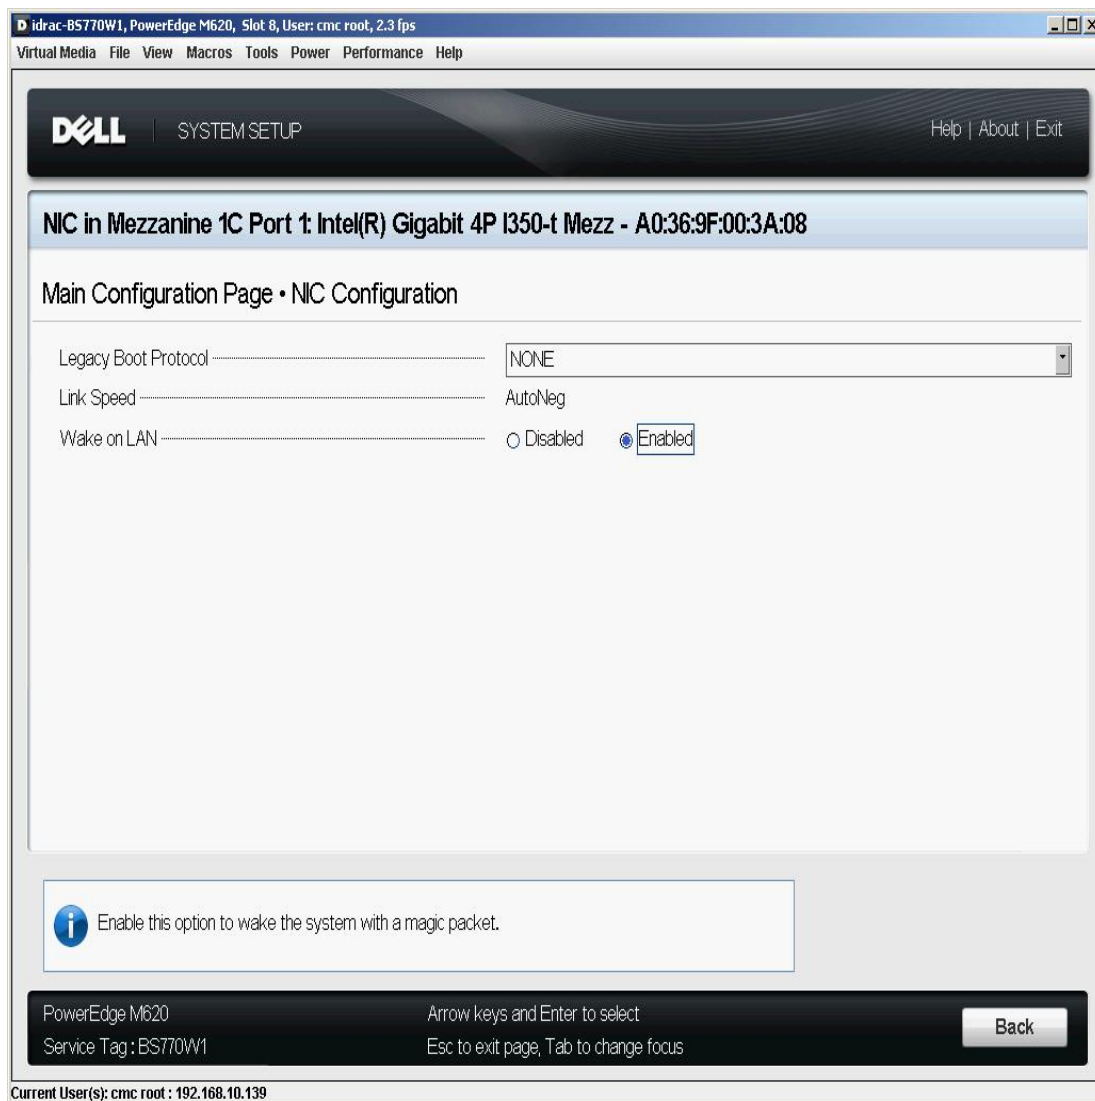 idrac-BS770W1, PowerEdge M620, Slot 8, User: cmc root, 2.3 fps
Virtual Media File View Macros Tools Power Performance Help
DELL SYSTEM SETUP Help | About | Exit
NIC in Mezzanine 1C Port 1: Intel(R) Gigabit 4P I350-t Mezz - A0:36:9F:00:3A:08
Main Configuration Page • NIC Configuration
Legacy Boot Protocol NONE
Link Speed AutoNeg
Wake on LAN Disabled Enabled
Enable this option to wake the system with a magic packet.
PowerEdge M620 Arrow keys and Enter to select
Service Tag : BS770W1 Esc to exit page, Tab to change focus
Back
Current User(s): cmc root : 192.168.10.139